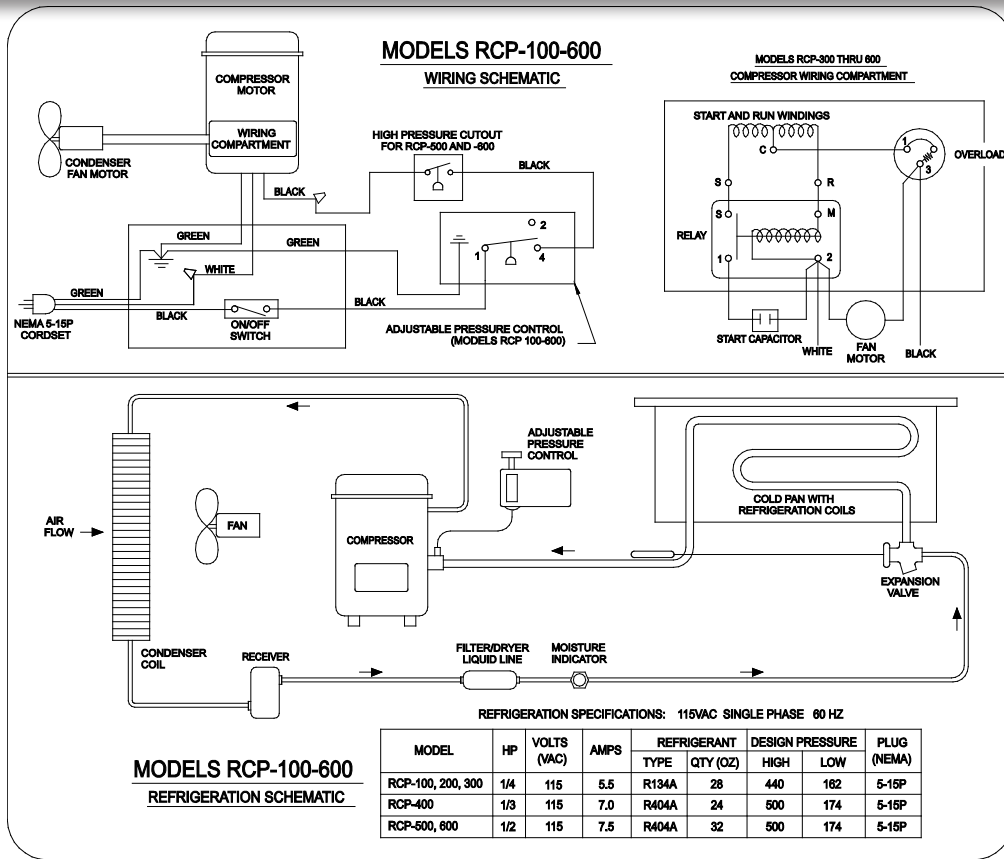 MODELS RCP-100-600
WIRING SCHEMATIC
COMPRESSOR
MOTOR
WIRING
COMPARTMENT
CONDENSER
FAN MOTOR
HIGH PRESSURE CUTOUT
FOR RCP-500 AND -600
BLACK
BLACK
GREEN
GREEN
WHITE
GREEN
BLACK
BLACK
NEMA 5-15P
CORDSET
ON/OFF
SWITCH
2
1
4
ADJUSTABLE PRESSURE CONTROL
(MODELS RCP 100-600)
MODELS RCP-300 THRU 600
COMPRESSOR WIRING COMPARTMENT
START AND RUN WINDINGS
C
1
3
OVERLOAD
S
R
S
M
RELAY
1
2
START CAPACITOR
WHITE
FAN
MOTOR
BLACK
AIR
FLOW
FAN
COMPRESSOR
ADJUSTABLE
PRESSURE
CONTROL
COLD PAN WITH
REFRIGERATION COILS
EXPANSION
VALVE
CONDENSER
COIL
RECEIVER
FILTER/DRYER
LIQUID LINE
MOISTURE
INDICATOR
MODELS RCP-100-600
REFRIGERATION SCHEMATIC
REFRIGERATION SPECIFICATIONS: 115VAC SINGLE PHASE 60 HZ
MODEL HP VOLTS (VAC) AMPS REFRIGERANT DESIGN PRESSURE PLUG (NEMA)
TYPE QTY (OZ) HIGH LOW
RCP-100, 200, 300 1/4 115 5.5 R134A 28 440 162 5-15P
RCP-400 1/3 115 7.0 R404A 24 500 174 5-15P
RCP-500, 600 1/2 115 7.5 R404A 32 500 174 5-15P